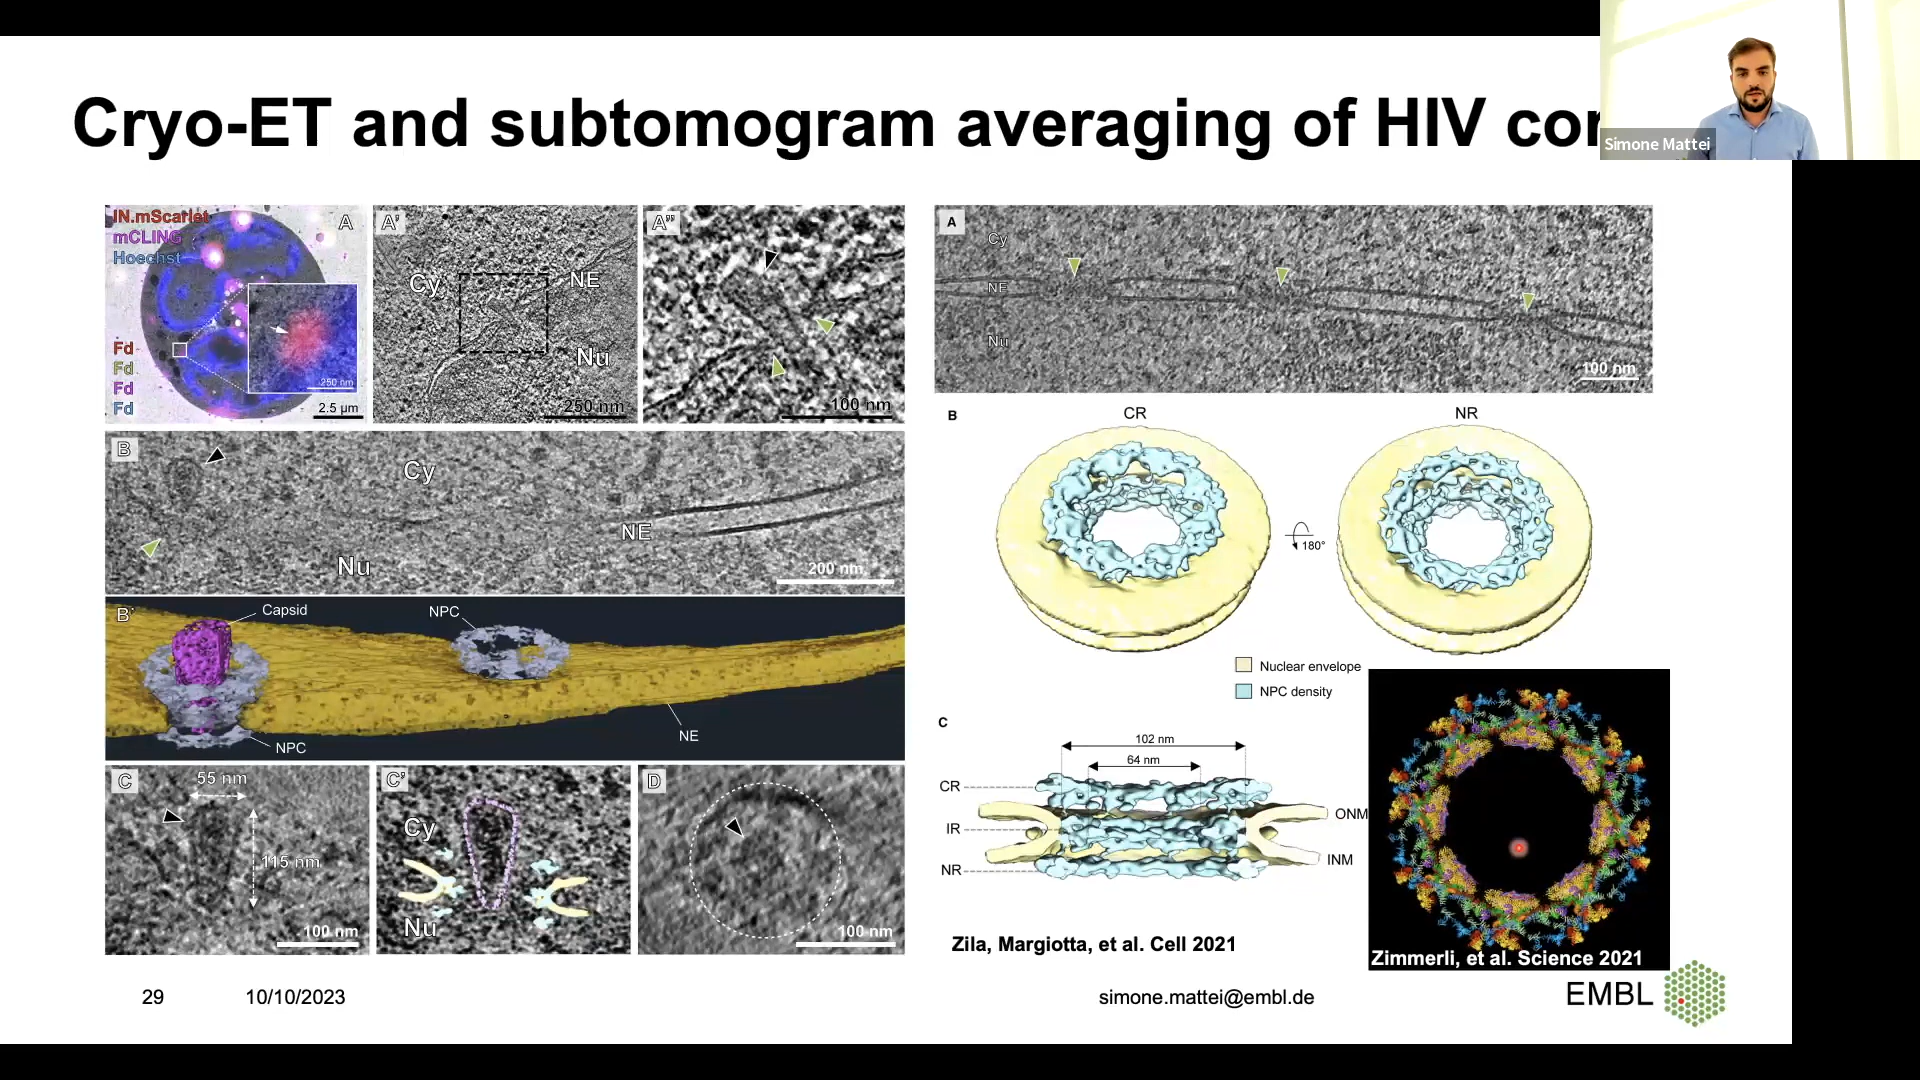 Cryo-ET and subtomogram averaging of HIV cor
Simone Mattei
IN.mScarlet
mCLING
Hoechst
A
Fd
Fd
Fd
Fd
250 nm
2.5 µm
A'
Cy
NE
Nu
250 nm
A"
100 nm
B
Cy
NE
Nu
200 nm
B'
Capsid
NPC
NE
NPC
C
55 nm
115 nm
100 nm
C'
Cy
Nu
D
100 nm
A
Cy
NE
Nu
100 nm
B
CR
NR
180°
Nuclear envelope
NPC density
C
102 nm
64 nm
CR
IR
NR
ONM
INM
Zila, Margiotta, et al. Cell 2021
Zimmerli, et al. Science 2021
29
10/10/2023
simone.mattei@embl.de
EMBL